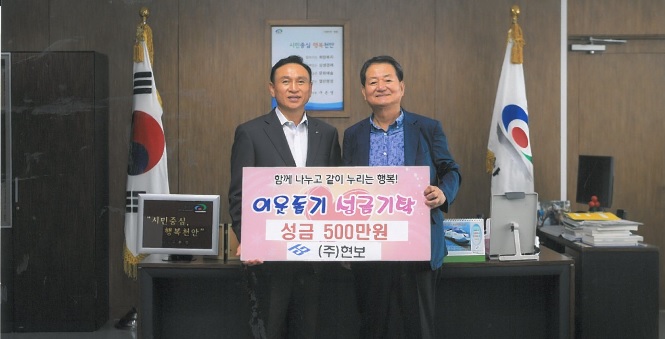 시민중심 행복천안
함께 나누고 같이 누리는 행복!
이웃돕기 성금기탁
성금 500만원
(주)현보
"시민중심,
행복천안"